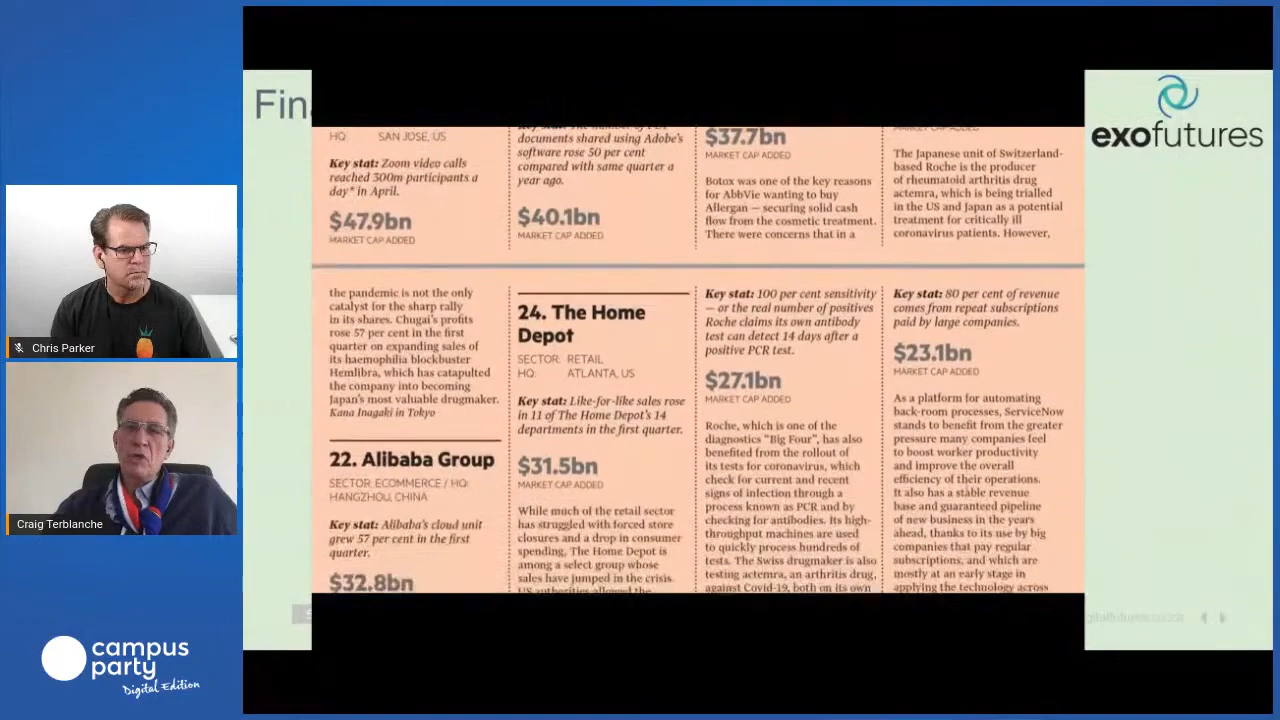 Fin
exofutures
HQ: SAN JOSE, US
Key stat: Zoom video calls
reached 300m participants a
day* in April.
$47.9bn
MARKET CAP ADDED
documents shared using Adobe's
software rose 50 per cent
compared with same quarter a
year ago.
$40.1bn
MARKET CAP ADDED
$37.7bn
MARKET CAP ADDED
Botox was one of the key reasons
for AbbVie wanting to buy
Allergan — securing solid cash
flow from the cosmetic treatment.
There were concerns that in a
MARKET CAP ADDED
The Japanese unit of Switzerland-
based Roche is the producer
of rheumatoid arthritis drug
actemra, which is being trialled
in the US and Japan as a potential
treatment for critically ill
coronavirus patients. However,
the pandemic is not the only
catalyst for the sharp rally
in its shares. Chugai's profits
rose 57 per cent in the first
quarter on expanding sales of
its haemophilia blockbuster
Hemlibra, which has catapulted
the company into becoming
Japan's most valuable drugmaker.
Kana Inagaki in Tokyo
22. Alibaba Group
SECTOR: ECOMMERCE / HQ:
HANGZHOU, CHINA
Key stat: Alibaba's cloud unit
grew 57 per cent in the first
quarter.
$32.8bn
24. The Home
Depot
SECTOR: RETAIL
HQ: ATLANTA, US
Key stat: Like-for-like sales rose
in 11 of The Home Depot's 14
departments in the first quarter.
$31.5bn
MARKET CAP ADDED
While much of the retail sector
has struggled with forced store
closures and a drop in consumer
spending, The Home Depot is
among a select group whose
sales have jumped in the crisis.
US authorities allowed the
Key stat: 100 per cent sensitivity
— or the real number of positives
Roche claims its own antibody
test can detect 14 days after a
positive PCR test.
$27.1bn
MARKET CAP ADDED
Roche, which is one of the
diagnostics "Big Four", has also
benefited from the rollout of
its tests for coronavirus, which
check for current and recent
signs of infection through a
process known as PCR and by
checking for antibodies. Its high-
throughput machines are used
to quickly process hundreds of
tests. The Swiss drugmaker is also
testing actemra, an arthritis drug,
against Covid-19, both on its own
Key stat: 80 per cent of revenue
comes from repeat subscriptions
paid by large companies.
$23.1bn
MARKET CAP ADDED
As a platform for automating
back-room processes, ServiceNow
stands to benefit from the greater
pressure many companies feel
to boost worker productivity
and improve the overall
efficiency of their operations.
It also has a stable revenue
base and guaranteed pipeline
of new business in the years
ahead, thanks to its use by big
companies that pay regular
subscriptions, and which are
mostly at an early stage in
applying the technology across
Chris Parker
Craig Terblanche
campus
party
Digital Edition